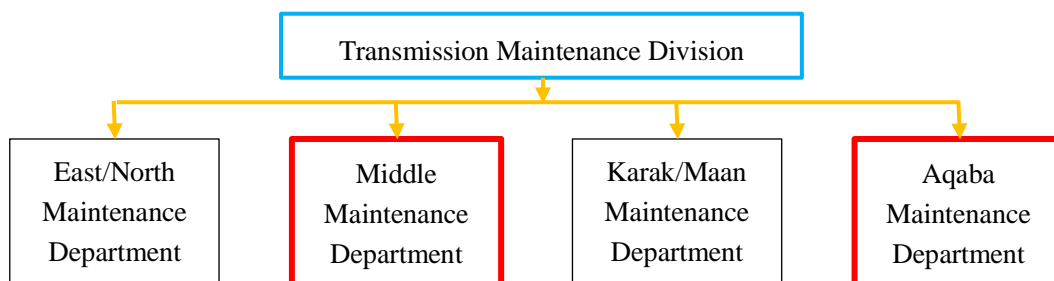 Transmission Maintenance Division
East/North
Maintenance
Department
Middle
Maintenance
Department
Karak/Maan
Maintenance
Department
Aqaba
Maintenance
Department